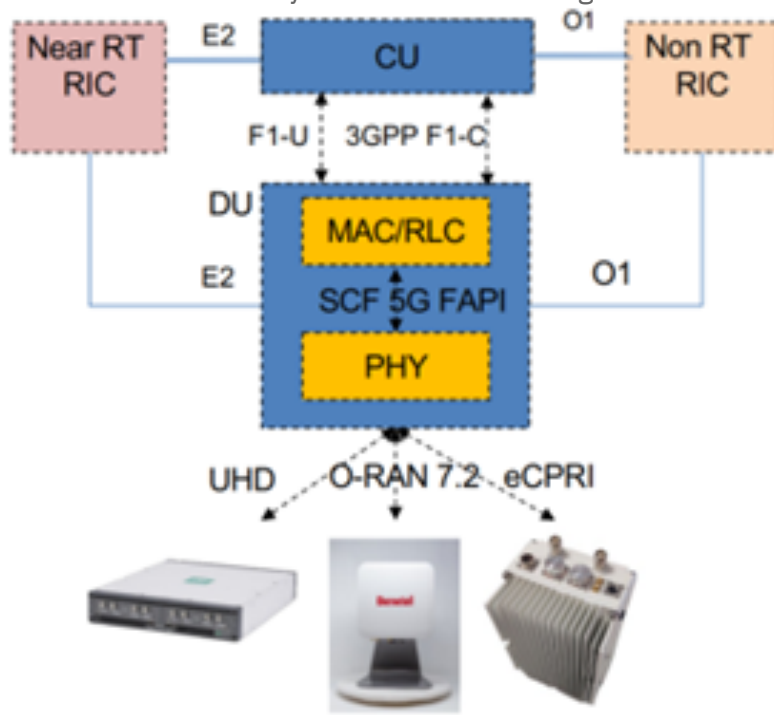 Near RT
RIC
E2
CU
O1
Non RT
RIC
F1-U
3GPP F1-C
DU
MAC/RLC
E2
SCF 5G FAPI
O1
PHY
UHD
O-RAN 7.2
eCPRI
Benetel